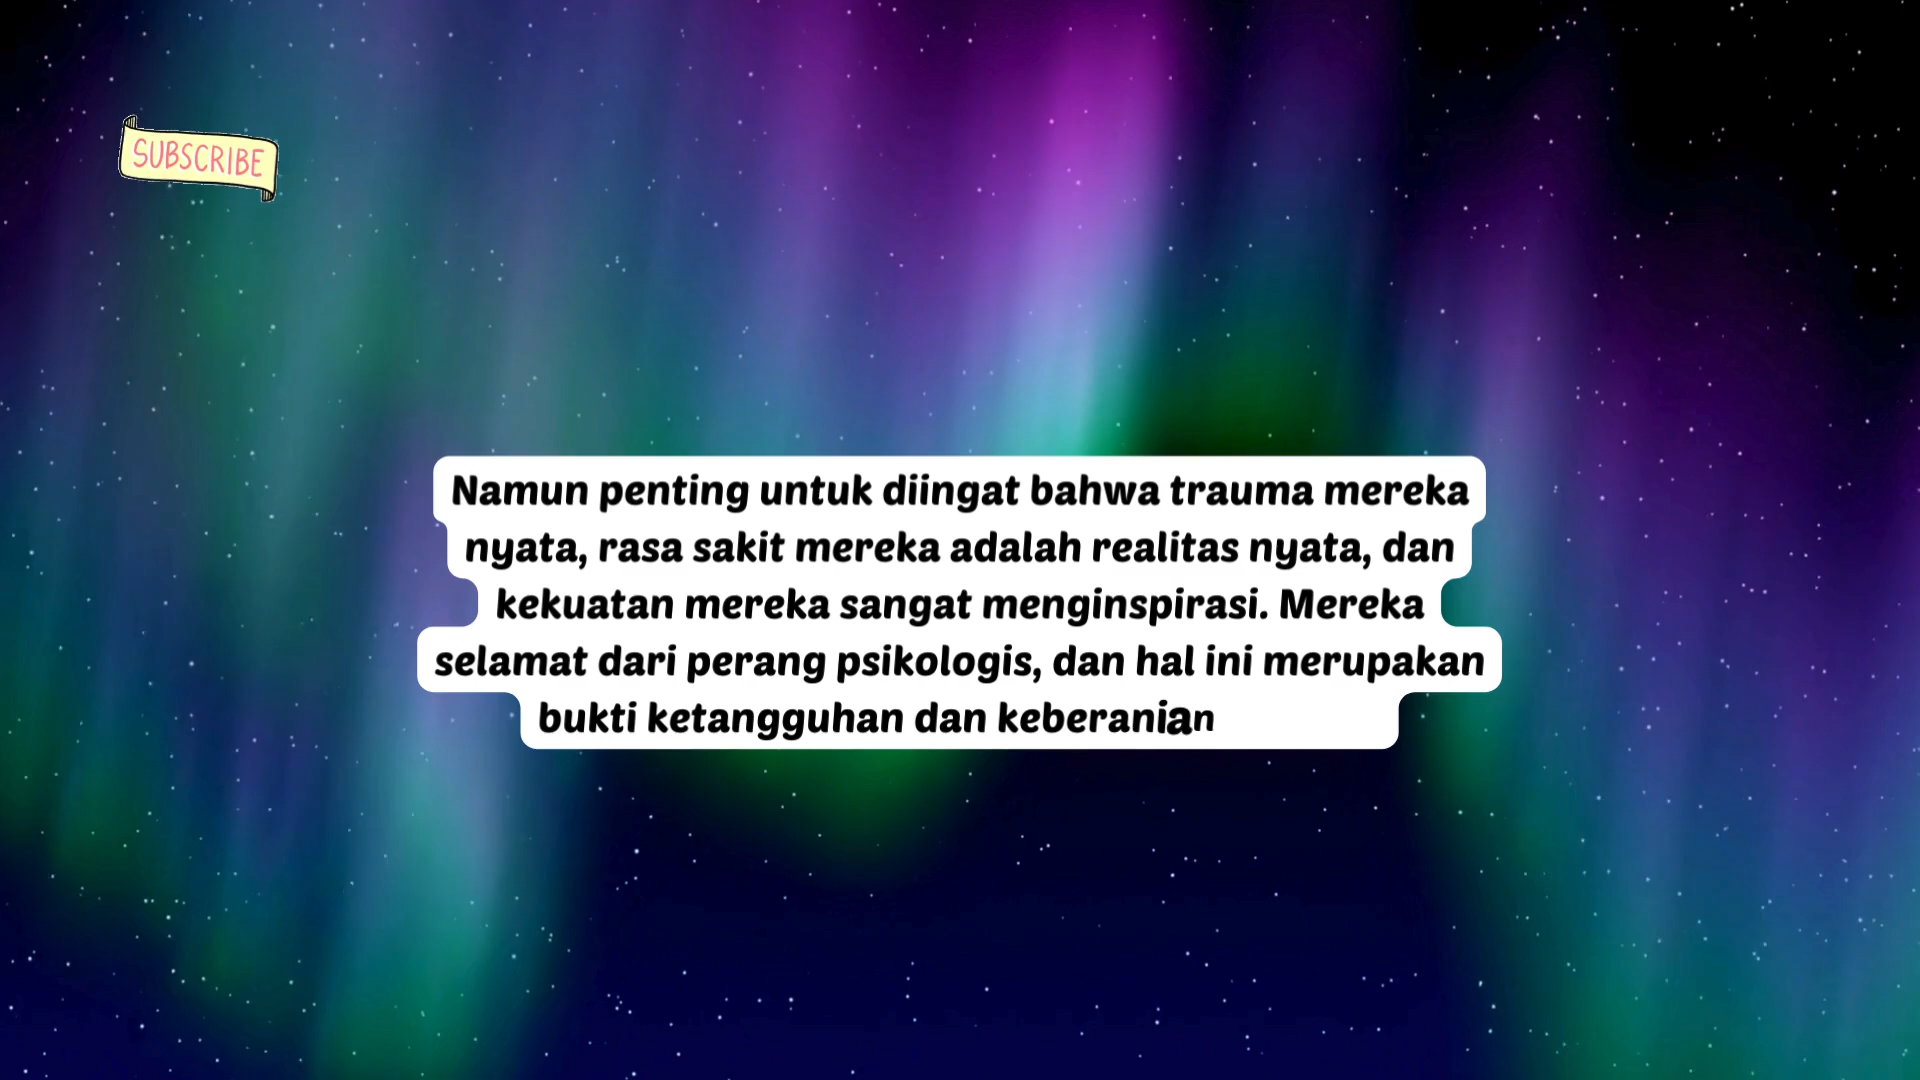 SUBSCRIBE
Namun penting untuk diingat bahwa trauma mereka
nyata, rasa sakit mereka adalah realitas nyata, dan
kekuatan mereka sangat menginspirasi. Mereka
selamat dari perang psikologis, dan hal ini merupakan
bukti ketangguhan dan keberanian